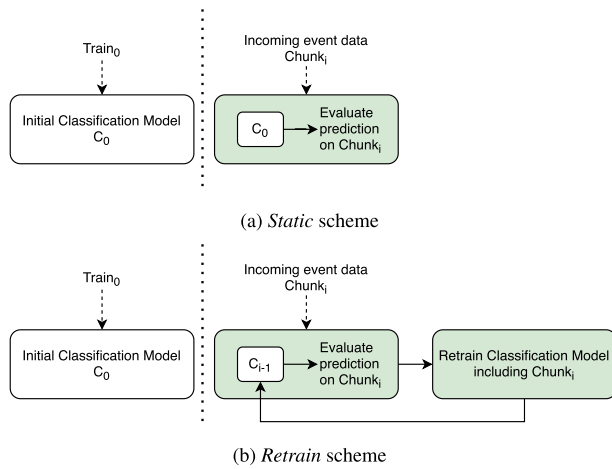 Train₀
Incoming event data
Chunkᵢ
Initial Classification Model
C₀
C₀
Evaluate
prediction
on Chunkᵢ
(a) Static scheme
Train₀
Incoming event data
Chunkᵢ
Initial Classification Model
C₀
Cᵢ₋₁
Evaluate
prediction
on Chunkᵢ
Retrain Classification Model
including Chunkᵢ
(b) Retrain scheme